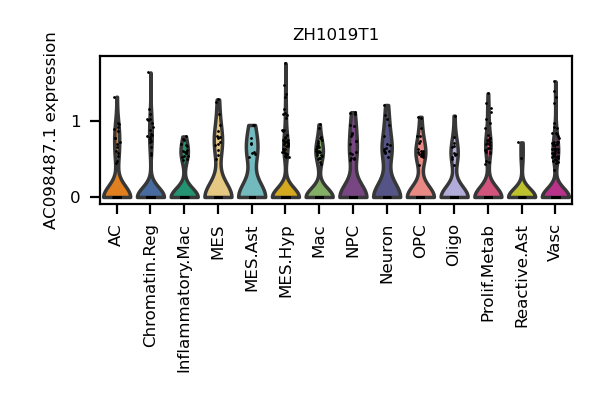 ZH1019T1
AC098487.1 expression
1
0
AC
Chromatin.Reg
Inflammatory.Mac
MES
MES.Ast
MES.Hyp
Mac
NPC
Neuron
OPC
Oligo
Prolif.Metab
Reactive.Ast
Vasc